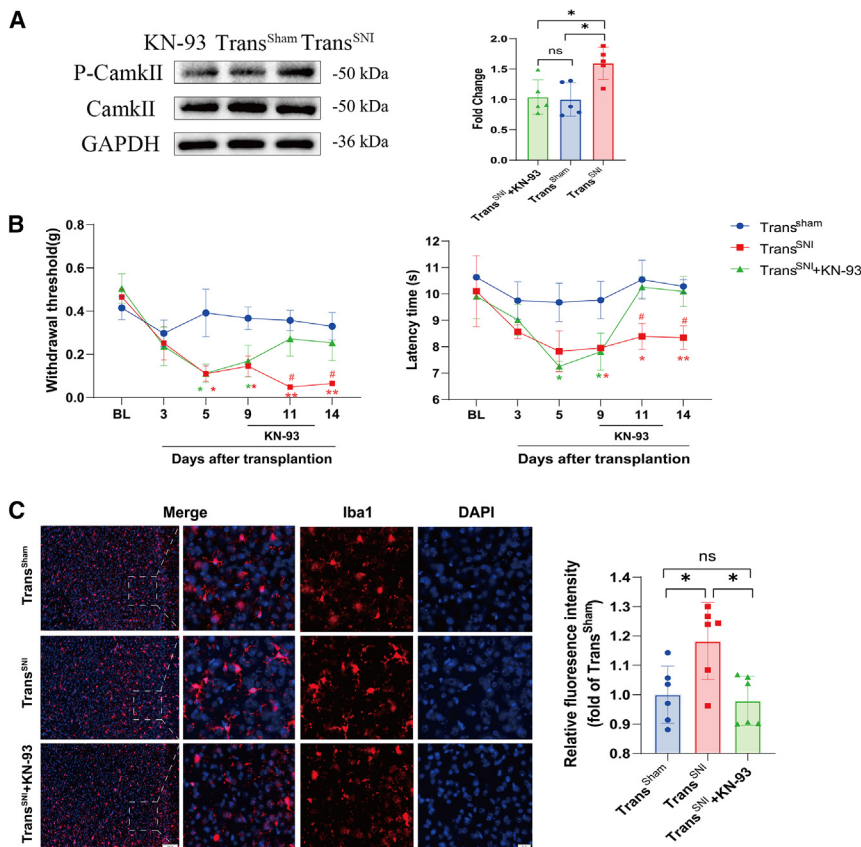 A
KN-93 Trans^Sham Trans^SNI
P-CamkII
-50 kDa
CamkII
-50 kDa
GAPDH
-36 kDa
Fold Change
2.0
1.5
1.0
0.5
0.0
*
*
ns
Trans^SNI+KN-93
Trans^Sham
Trans^SNI
B
Withdrawal threshold(g)
0.8
0.6
0.4
0.2
0.0
BL 3 5 9 11 14
* * ** # ** # **
KN-93
Days after transplantion
Latency time (s)
12
11
10
9
8
7
6
BL 3 5 9 11 14
* ** # * # **
KN-93
Days after transplantion
Trans^sham
Trans^SNI
Trans^SNI+KN-93
C
Merge Iba1 DAPI
Trans^Sham
Trans^SNI
Trans^SNI+KN-93
Relative fluoresence intensity
(fold of Trans^Sham)
1.4
1.3
1.2
1.1
1.0
0.9
0.8
ns
* *
Trans^Sham
Trans^SNI
Trans^SNI+KN-93